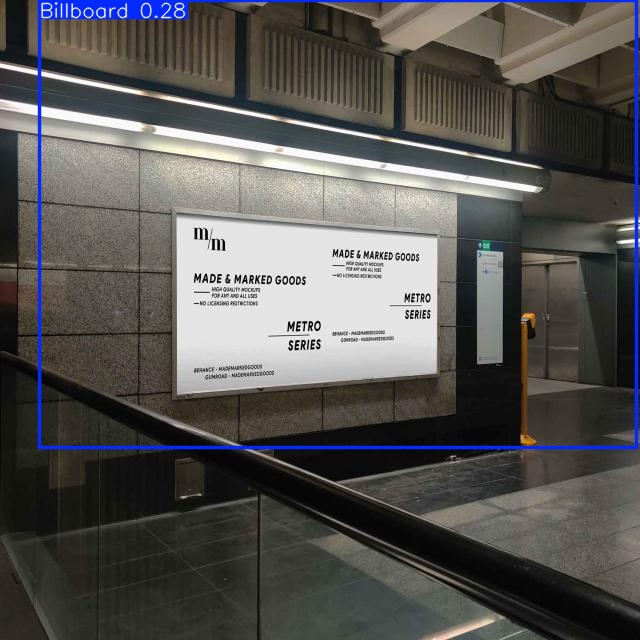 Billboard 0.28
m/m
MADE & MARKED GOODS
HIGH QUALITY MOCKUPS
FOR ANY AND ALL USES
NO LICENSING RESTRICTIONS
METRO
SERIES
BEHANCE - MADEMARKEDGOODS
GUMROAD - MADEMARKEDGOODS
MADE & MARKED GOODS
HIGH QUALITY MOCKUPS
FOR ANY AND ALL USES
NO LICENSING RESTRICTIONS
METRO
SERIES
BEHANCE - MADEMARKEDGOODS
GUMROAD - MADEMARKEDGOODS